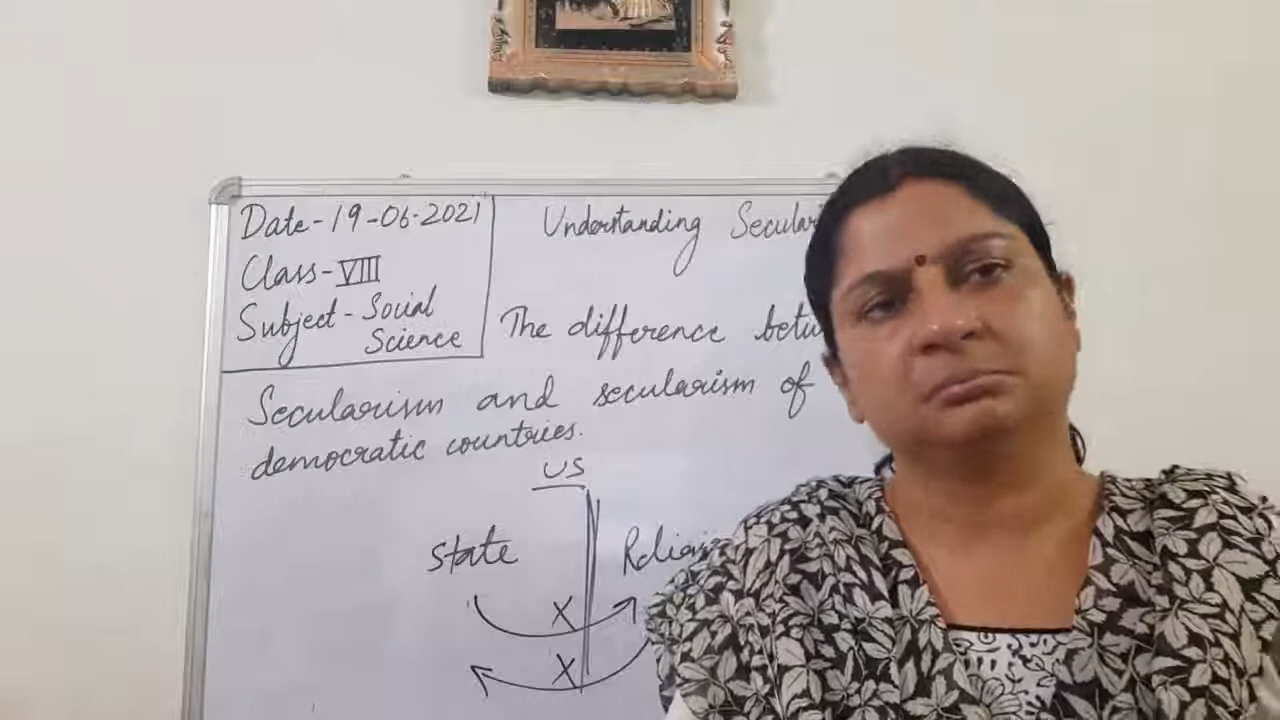 Date-19-06-2021
Class-VIII
Subject-Social
Science
Understanding
The difference
Secularism and secularism of
democratic countries.
US
State
X
X